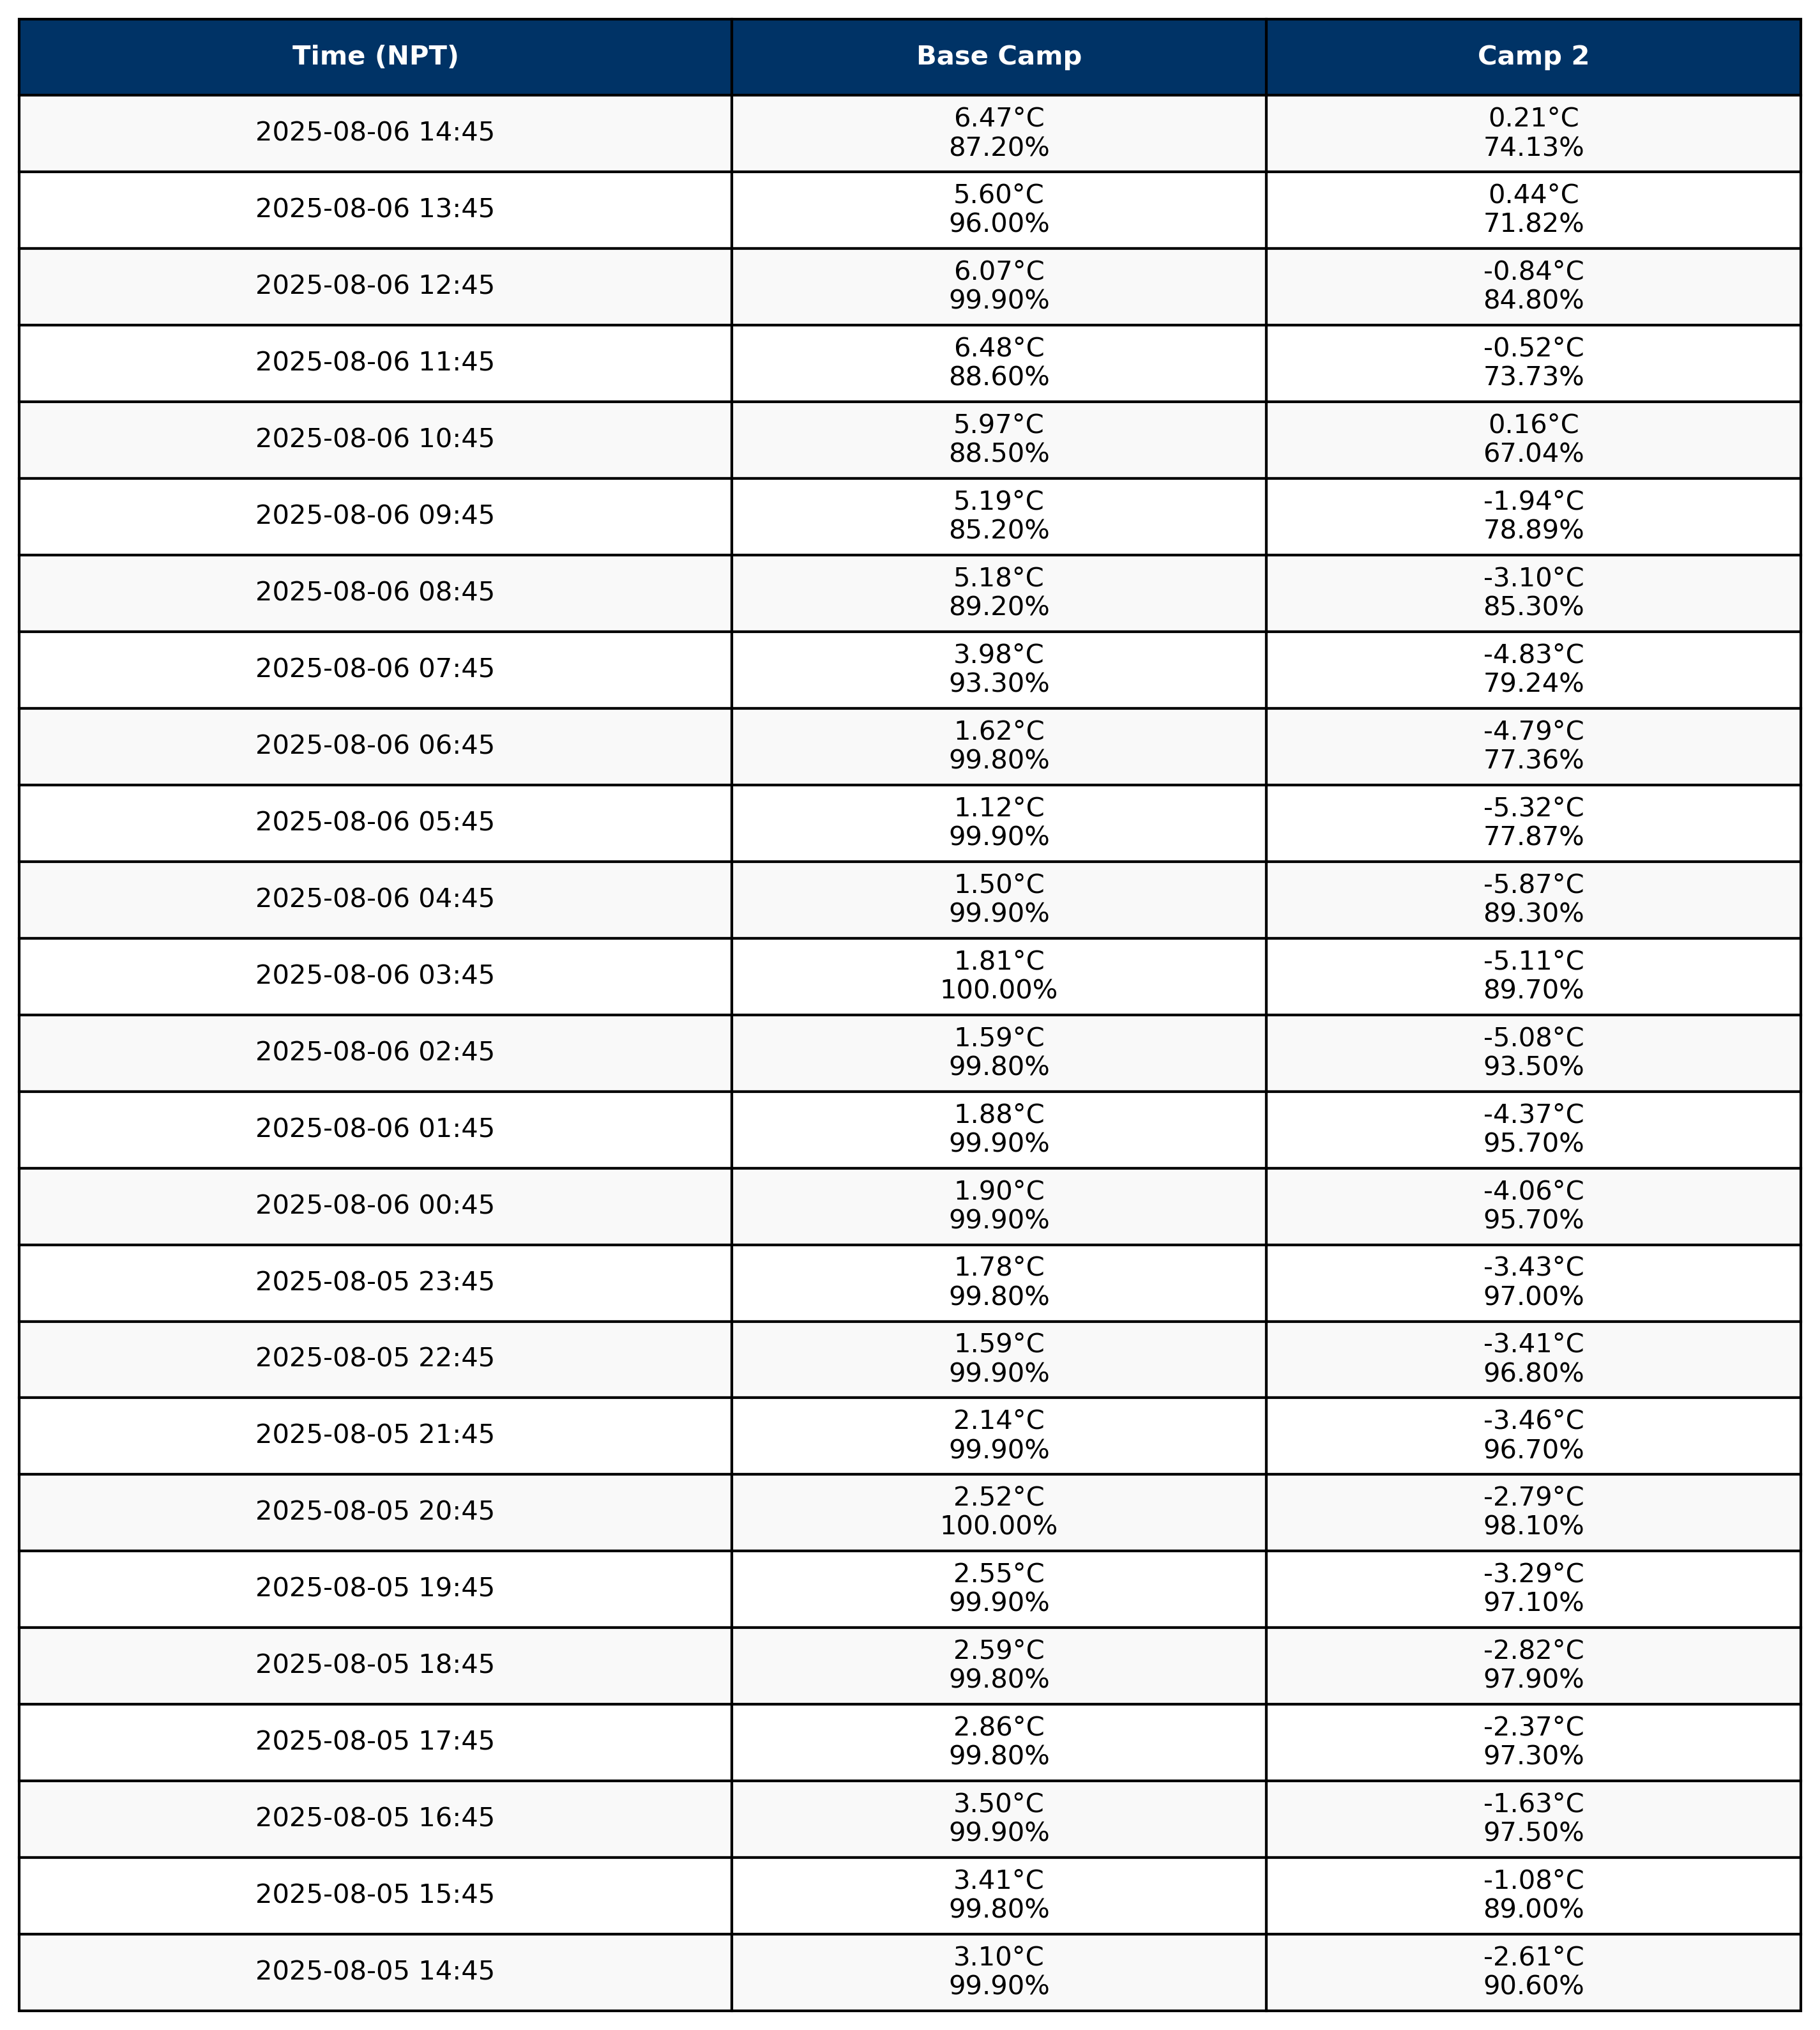 Time (NPT) Base Camp Camp 2
2025-08-06 14:45 6.47°C 0.21°C
87.20% 74.13%
2025-08-06 13:45 5.60°C 0.44°C
96.00% 71.82%
2025-08-06 12:45 6.07°C -0.84°C
99.90% 84.80%
2025-08-06 11:45 6.48°C -0.52°C
88.60% 73.73%
2025-08-06 10:45 5.97°C 0.16°C
88.50% 67.04%
2025-08-06 09:45 5.19°C -1.94°C
85.20% 78.89%
2025-08-06 08:45 5.18°C -3.10°C
89.20% 85.30%
2025-08-06 07:45 3.98°C -4.83°C
93.30% 79.24%
2025-08-06 06:45 1.62°C -4.79°C
99.80% 77.36%
2025-08-06 05:45 1.12°C -5.32°C
99.90% 77.87%
2025-08-06 04:45 1.50°C -5.87°C
99.90% 89.30%
2025-08-06 03:45 1.81°C -5.11°C
100.00% 89.70%
2025-08-06 02:45 1.59°C -5.08°C
99.80% 93.50%
2025-08-06 01:45 1.88°C -4.37°C
99.90% 95.70%
2025-08-06 00:45 1.90°C -4.06°C
99.90% 95.70%
2025-08-05 23:45 1.78°C -3.43°C
99.80% 97.00%
2025-08-05 22:45 1.59°C -3.41°C
99.90% 96.80%
2025-08-05 21:45 2.14°C -3.46°C
99.90% 96.70%
2025-08-05 20:45 2.52°C -2.79°C
100.00% 98.10%
2025-08-05 19:45 2.55°C -3.29°C
99.90% 97.10%
2025-08-05 18:45 2.59°C -2.82°C
99.80% 97.90%
2025-08-05 17:45 2.86°C -2.37°C
99.80% 97.30%
2025-08-05 16:45 3.50°C -1.63°C
99.90% 97.50%
2025-08-05 15:45 3.41°C -1.08°C
99.80% 89.00%
2025-08-05 14:45 3.10°C -2.61°C
99.90% 90.60%